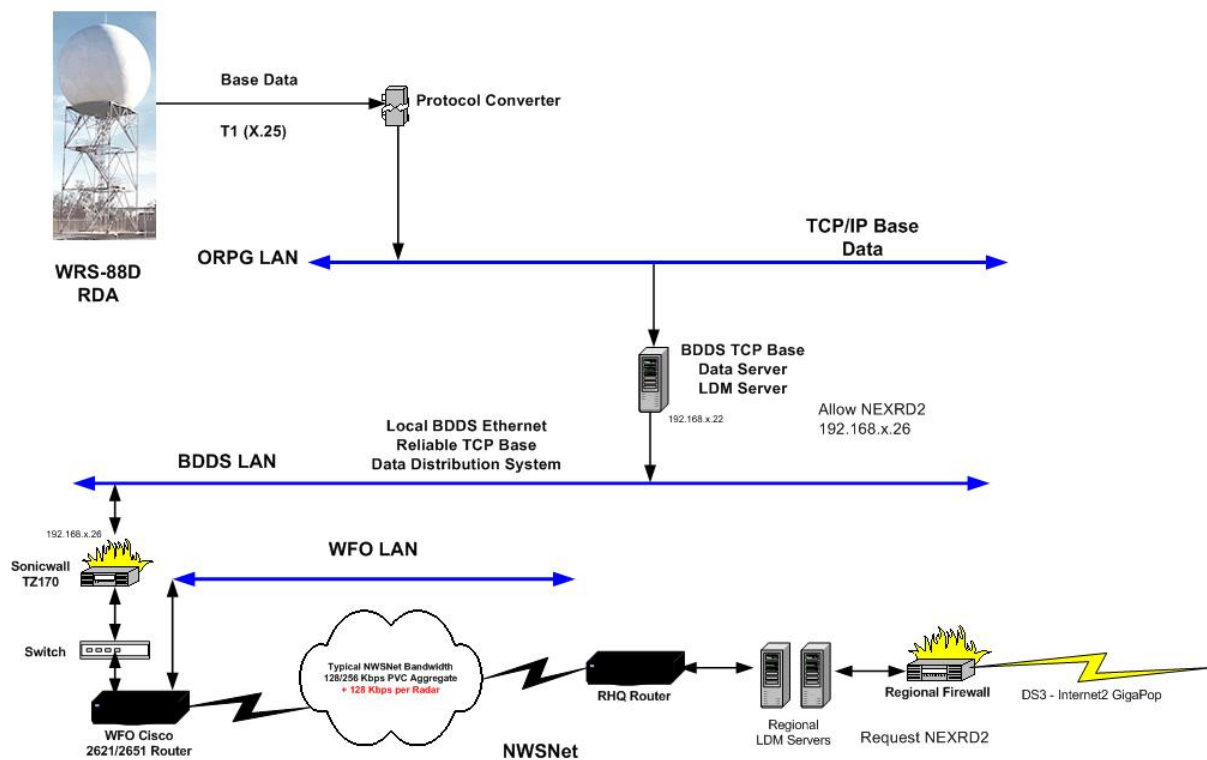 Base Data
T1 (X.25)
Protocol Converter
WRS-88D
RDA
ORPG LAN
TCP/IP Base
Data
BDDS TCP Base
Data Server
LDM Server
192.168.x.22
Allow NEXRD2
192.168.x.26
Local BDDS Ethernet
Reliable TCP Base
Data Distribution System
BDDS LAN
192.168.x.26
Sonicwall
TZ170
WFO LAN
Switch
Typical NWSNet Bandwidth
128/256 Kbps PVC Aggregate
+ 128 Kbps per Radar
WFO Cisco
2621/2651 Router
NWSNet
RHQ Router
Regional
LDM Servers
Regional Firewall
Request NEXRD2
DS3 - Internet2 GigaPop